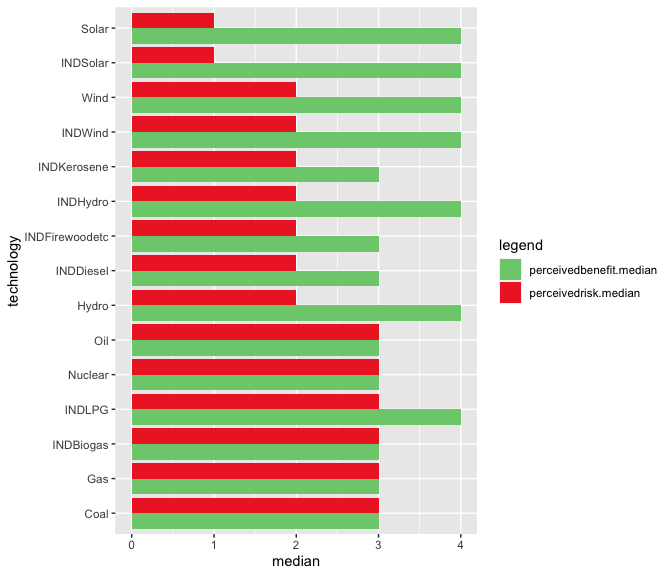 Solar
INDSolar
Wind
INDWind
INDKerosene
INDHydro
INDFirewoodetc
INDDiesel
Hydro
Oil
Nuclear
INDLPG
INDBiogas
Gas
Coal
technology
0 1 2 3 4
median
legend
perceivedbenefit.median
perceivedrisk.median